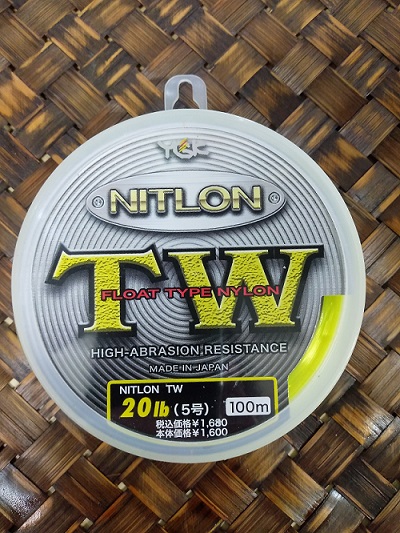 YGK
NITLON
TW
FLOAT TYPE NYLON
HIGH-ABRASION RESISTANCE
MADE IN JAPAN
NITLON TW
20lb (5号) 100m
税込価格¥1,680
本体価格¥1,600